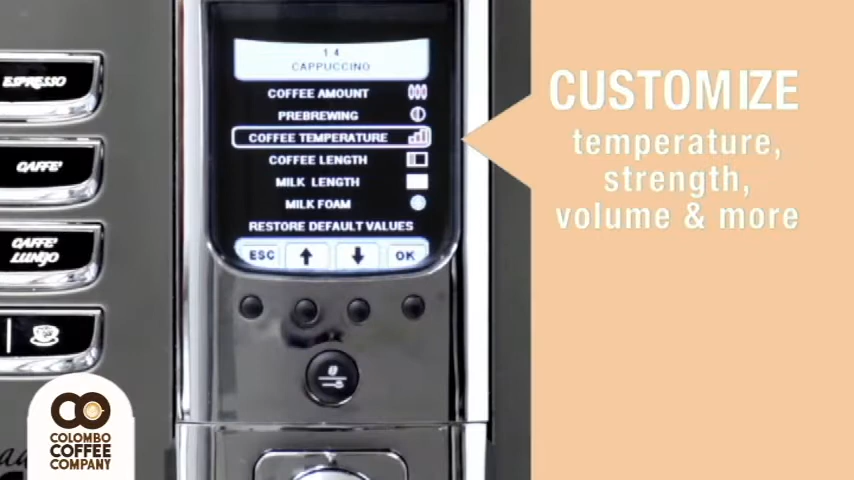 1.4
CAPPUCCINO
COFFEE AMOUNT
PREBREWING
COFFEE TEMPERATURE
COFFEE LENGTH
MILK LENGTH
MILK FOAM
RESTORE DEFAULT VALUES
ESC
OK
ESPRESSO
CAFFE'
CAFFE'
LUNGO
CUSTOMIZE
temperature,
strength,
volume & more
COLOMBO
COFFEE
COMPANY